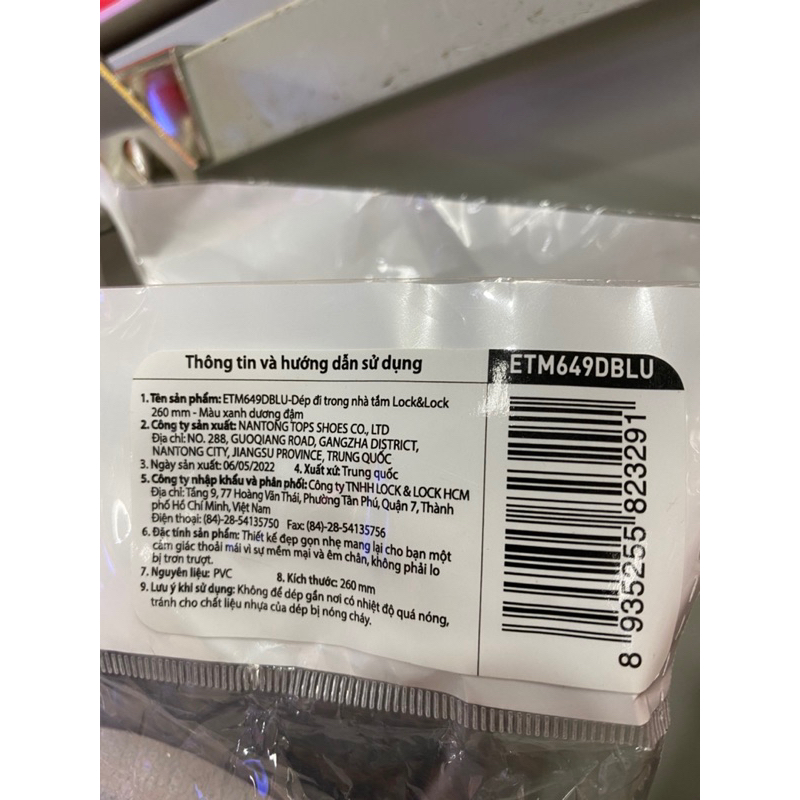 Thông tin và hướng dẫn sử dụng
ETM649DBLU
1. Tên sản phẩm: ETM649DBLU-Dép đi trong nhà tắm Lock&Lock
260 mm - Màu xanh dương đậm
2. Công ty sản xuất: NANTONG TOPS SHOES CO., LTD
Địa chỉ: NO. 288, GUOQIANG ROAD, GANGZHA DISTRICT,
NANTONG CITY, JIANGSU PROVINCE, TRUNG QUỐC
3. Ngày sản xuất: 06/05/2022 4. Xuất xứ: Trung quốc
5. Công ty nhập khẩu và phân phối: Công ty TNHH LOCK & LOCK HCM
Địa chỉ: Tầng 9, 77 Hoàng Văn Thái, Phường Tân Phú, Quận 7, Thành
phố Hồ Chí Minh, Việt Nam
Điện thoại: (84)-28-54135750 Fax: (84)-28-54135756
6. Đặc tính sản phẩm: Thiết kế đẹp gọn nhẹ mang lại cho bạn một
cảm giác thoải mái vì sự mềm mại và êm chân, không phải lo
bị trơn trượt.
7. Nguyên liệu: PVC 8. Kích thước: 260 mm
9. Lưu ý khi sử dụng: Không để dép gần nơi có nhiệt độ quá nóng,
tránh cho chất liệu nhựa của dép bị nóng chảy.
8 935255 823291